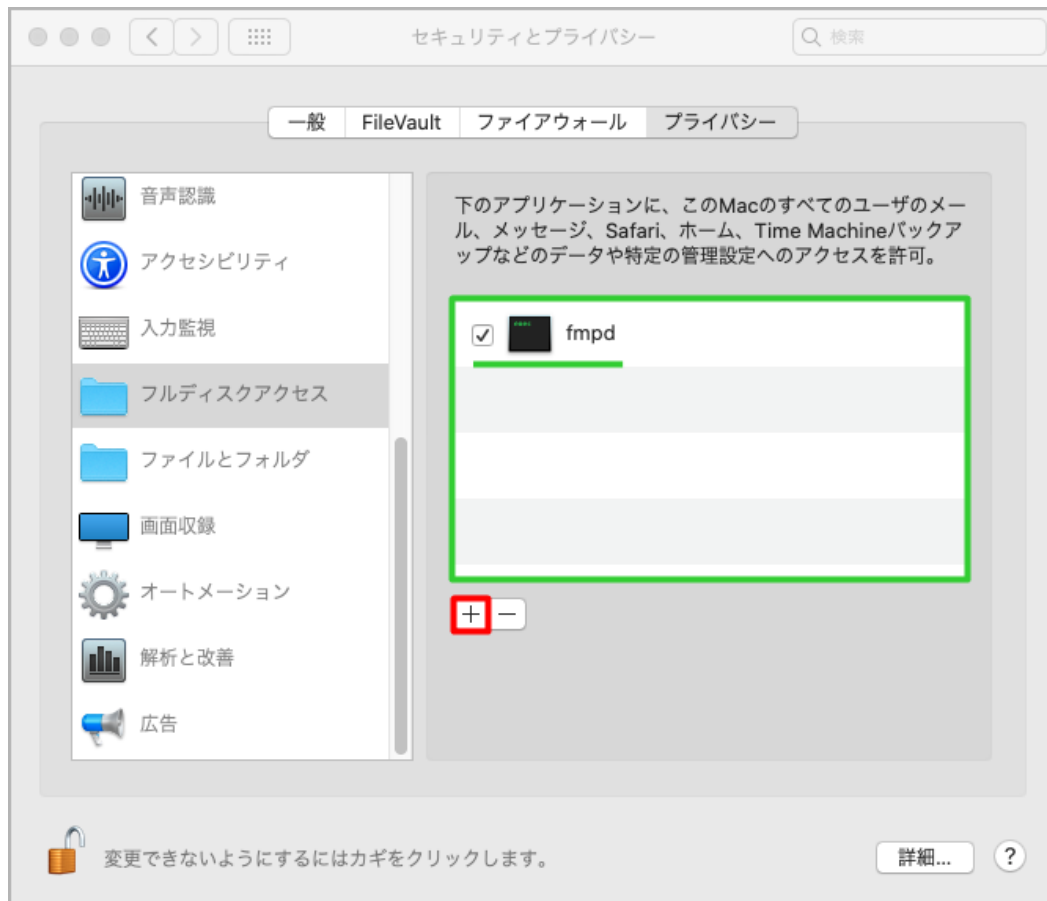 セキュリティとプライバシー
検索
一般 FileVault ファイアウォール プライバシー
音声認識
アクセシビリティ
入力監視
フルディスクアクセス
ファイルとフォルダ
画面収録
オートメーション
解析と改善
広告
下のアプリケーションに、このMacのすべてのユーザのメー
ル、メッセージ、Safari、ホーム、Time Machineバックア
ップなどのデータや特定の管理設定へのアクセスを許可。
fmpd
+ −
変更できないようにするにはカギをクリックします。
詳細... ?